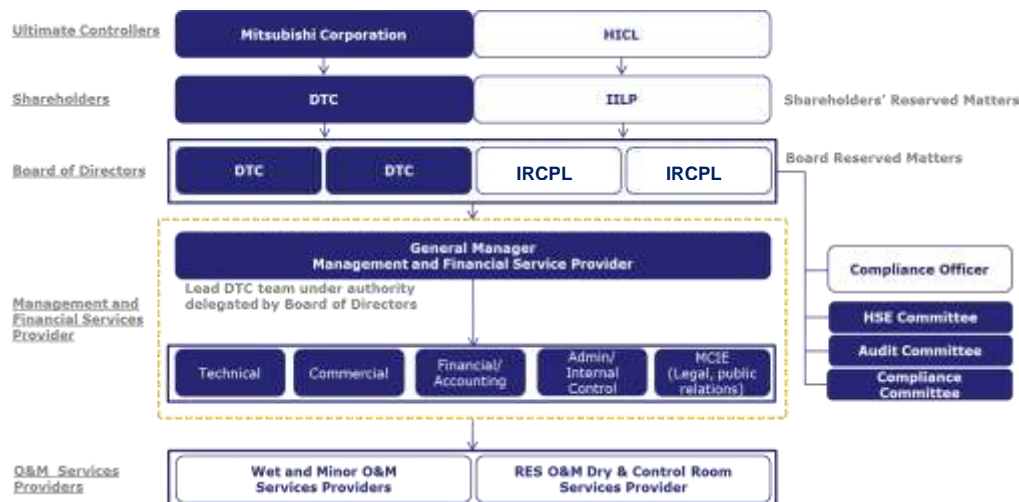 Ultimate Controllers
Mitsubishi Corporation
HICL
Shareholders
DTC
IILP
Shareholders' Reserved Matters
Board of Directors
DTC
DTC
IRCPL
IRCPL
Board Reserved Matters
General Manager
Management and Financial Service Provider
Lead DTC team under authority
delegated by Board of Directors
Management and
Financial Services
Provider
Technical
Commercial
Financial/
Accounting
Admin/
Internal
Control
MCIE
(Legal, public
relations)
Compliance Officer
HSE Committee
Audit Committee
Compliance
Committee
O&M Services
Providers
Wet and Minor O&M
Services Providers
RES O&M Dry & Control Room
Services Provider